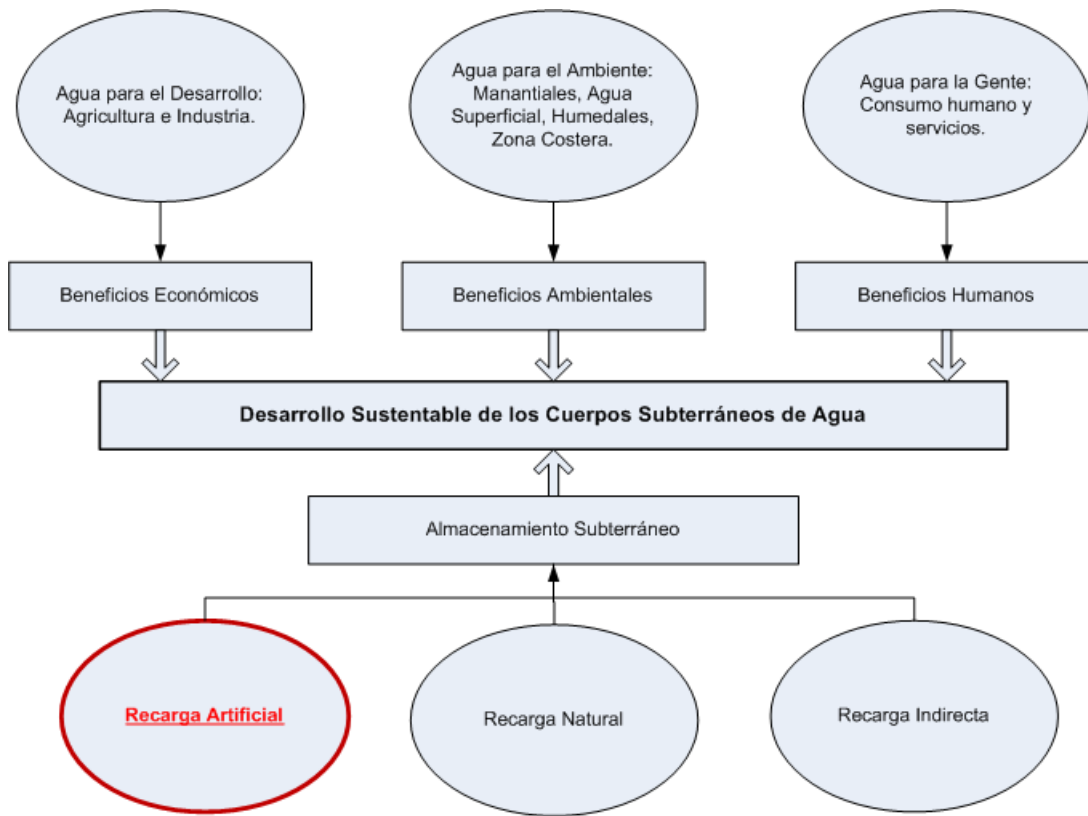 Agua para el Desarrollo:
Agricultura e Industria.
Agua para el Ambiente:
Manantiales, Agua
Superficial, Humedales,
Zona Costera.
Agua para la Gente:
Consumo humano y
servicios.
Beneficios Económicos
Beneficios Ambientales
Beneficios Humanos
Desarrollo Sustentable de los Cuerpos Subterráneos de Agua
Almacenamiento Subterráneo
Recarga Artificial
Recarga Natural
Recarga Indirecta